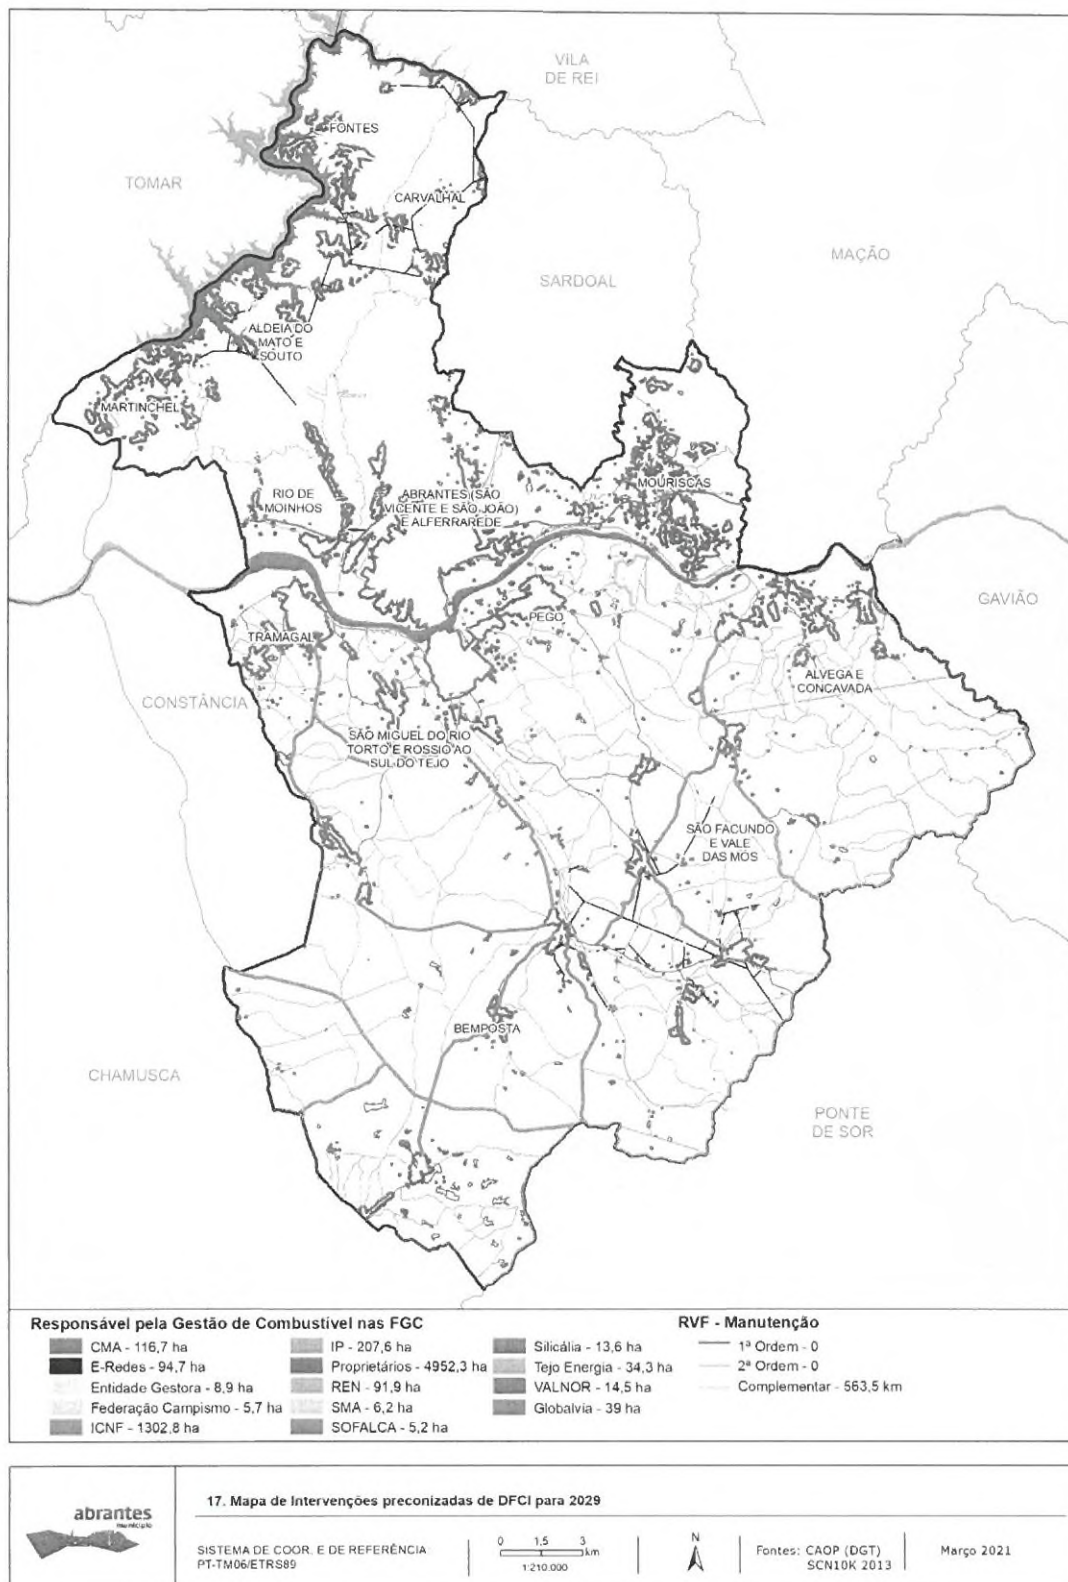 VILA
DE REI
FONTES
TOMAR
CARVALHAL
MAÇÃO
SARDOAL
ALDEIA DO
MATO E
SOUTO
MARTINCHEL
MOURISCAS
RIO DE
MOINHOS
ABRANTES (SÃO
VICENTE E SÃO JOÃO)
E ALFERRAREDE
GAVIÃO
PEGO
TRAMAGAL
ALVEGA E
CONCAVADA
CONSTÂNCIA
SÃO MIGUEL DO RIO
TORTO E ROSSIO AO
SUL DO TEJO
SÃO FACUNDO
E VALE
DAS MÓS
BEMPOSTA
CHAMUSCA
PONTE
DE SOR
Responsável pela Gestão de Combustível nas FGC
CMA - 116,7 ha
E-Redes - 94,7 ha
Entidade Gestora - 8,9 ha
Federação Campismo - 5,7 ha
ICNF - 1302,8 ha
IP - 207,6 ha
Proprietários - 4952,3 ha
REN - 91,9 ha
SMA - 6,2 ha
SOFALCA - 5,2 ha
Silicália - 13,6 ha
Tejo Energia - 34,3 ha
VALNOR - 14,5 ha
Globalvia - 39 ha
RVF - Manutenção
1ª Ordem - 0
2ª Ordem - 0
Complementar - 563,5 km
abrantes
município
17. Mapa de Intervenções preconizadas de DFCI para 2029
SISTEMA DE COOR. E DE REFERÊNCIA
PT-TM06/ETRS89
0 1,5 3
km
1:210.000
N
Fontes: CAOP (DGT)
SCN10K 2013
Março 2021